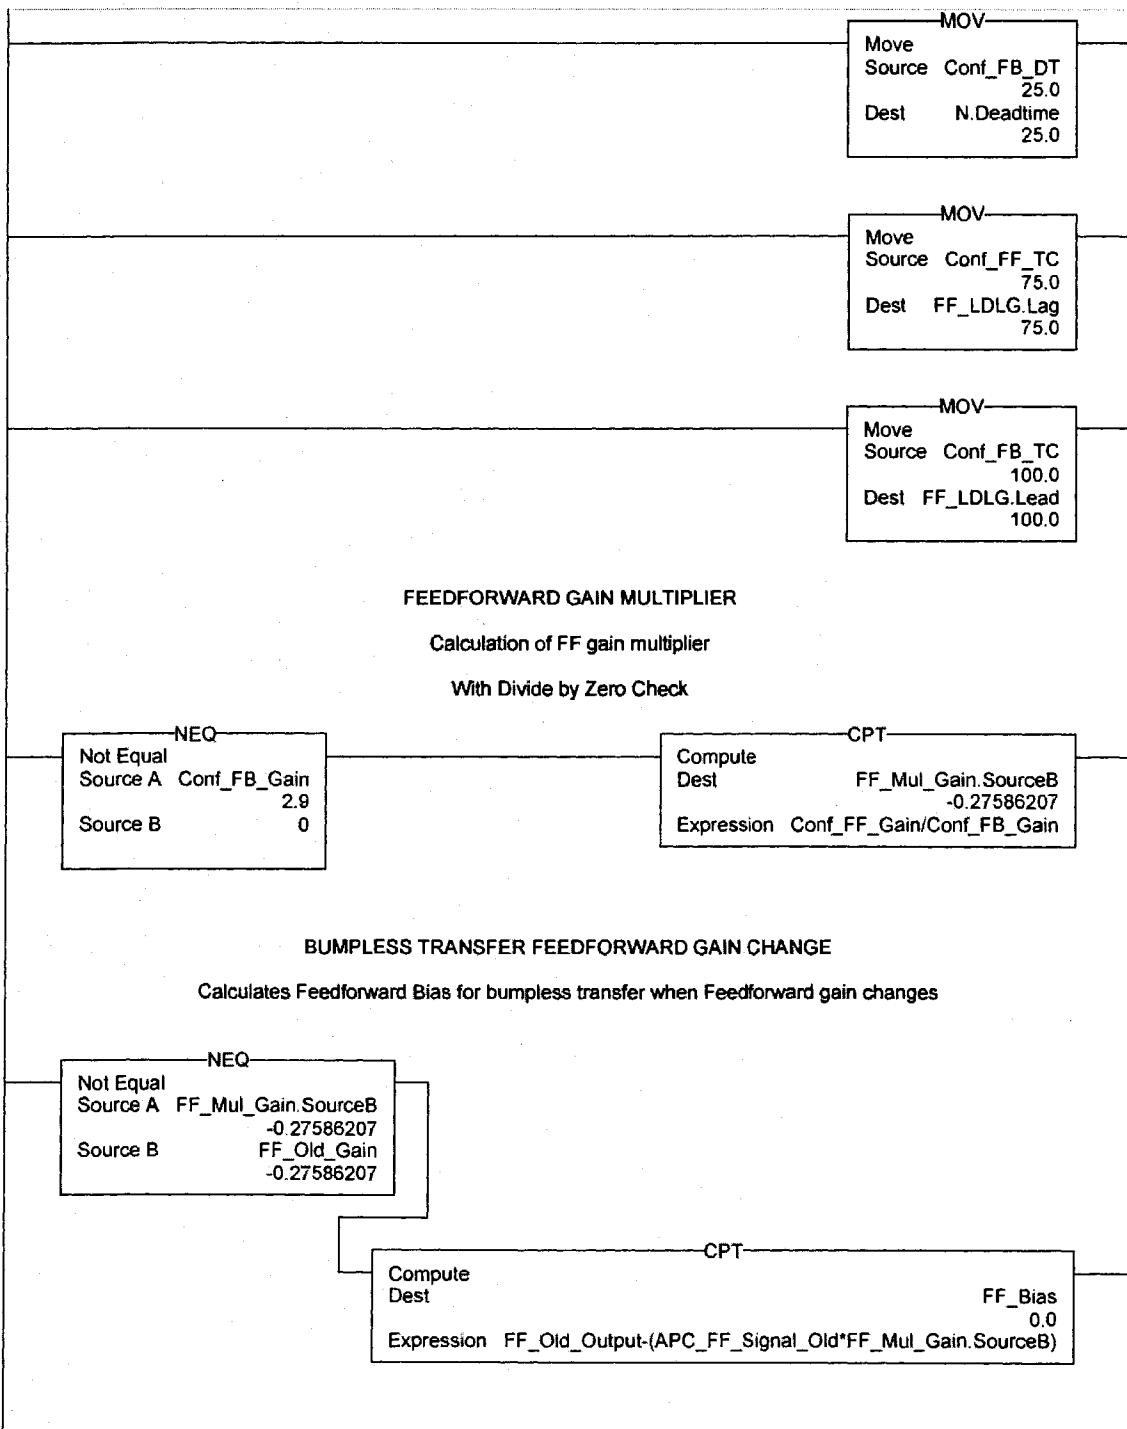 MOV
Move
Source Conf_FB_DT
25.0
Dest N.Deadtime
25.0
MOV
Move
Source Conf_FF_TC
75.0
Dest FF_LDLG.Lag
75.0
MOV
Move
Source Conf_FB_TC
100.0
Dest FF_LDLG.Lead
100.0
FEEDFORWARD GAIN MULTIPLIER
Calculation of FF gain multiplier
With Divide by Zero Check
NEQ
Not Equal
Source A Conf_FB_Gain
2.9
Source B 0
CPT
Compute
Dest FF_Mul_Gain.SourceB
-0.27586207
Expression Conf_FF_Gain/Conf_FB_Gain
BUMPLESS TRANSFER FEEDFORWARD GAIN CHANGE
Calculates Feedforward Bias for bumpless transfer when Feedforward gain changes
NEQ
Not Equal
Source A FF_Mul_Gain.SourceB
-0.27586207
Source B FF_Old_Gain
-0.27586207
CPT
Compute
Dest FF_Bias
0.0
Expression FF_Old_Output-(APC_FF_Signal_Old*FF_Mul_Gain.SourceB)